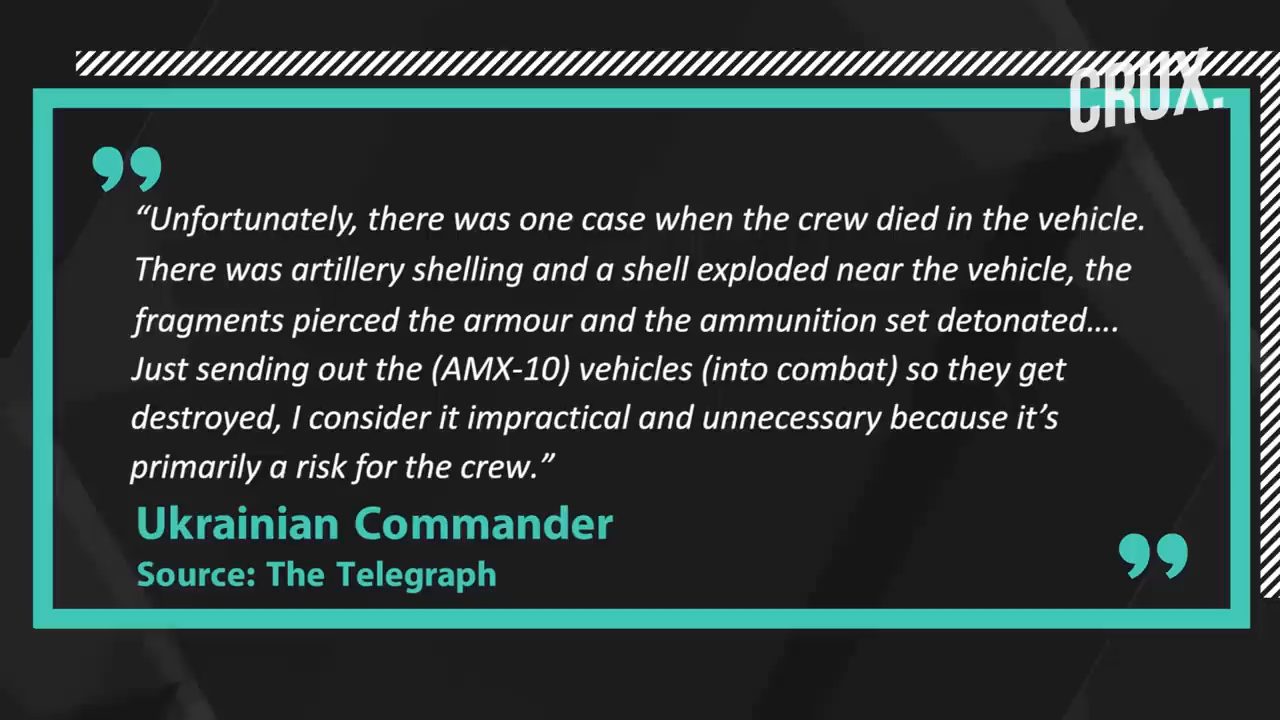 CRUX.
“Unfortunately, there was one case when the crew died in the vehicle.
There was artillery shelling and a shell exploded near the vehicle, the
fragments pierced the armour and the ammunition set detonated....
Just sending out the (AMX-10) vehicles (into combat) so they get
destroyed, I consider it impractical and unnecessary because it’s
primarily a risk for the crew.”
Ukrainian Commander
Source: The Telegraph